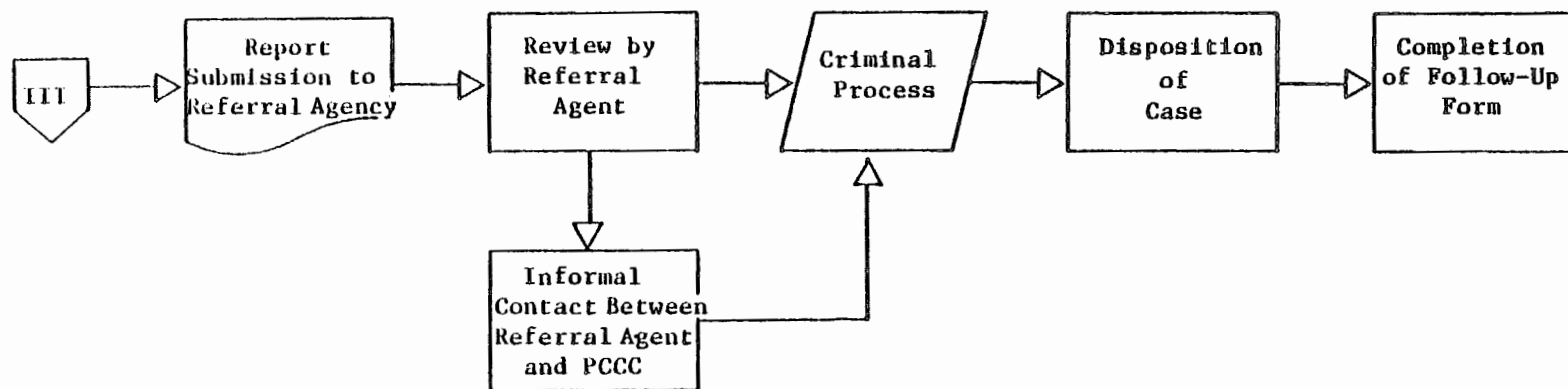 III
Report
Submission to
Referral Agency
Review by
Referral
Agent
Criminal
Process
Disposition
of
Case
Completion
of Follow-Up
Form
Informal
Contact Between
Referral Agent
and PCCC